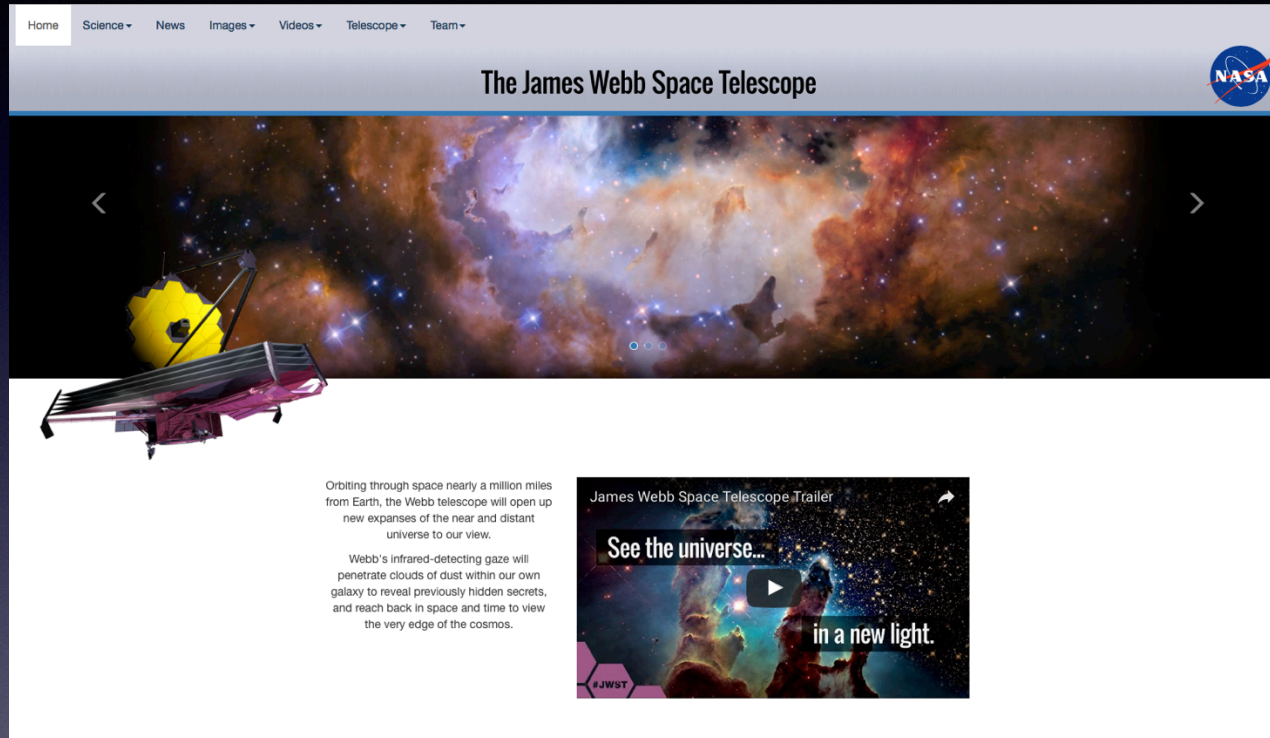 Home Science News Images Videos Telescope Team
The James Webb Space Telescope
NASA
Orbiting through space nearly a million miles
from Earth, the Webb telescope will open up
new expanses of the near and distant
universe to our view.
Webb's infrared-detecting gaze will
penetrate clouds of dust within our own
galaxy to reveal previously hidden secrets,
and reach back in space and time to view
the very edge of the cosmos.
James Webb Space Telescope Trailer
See the universe...
in a new light.
#JWST